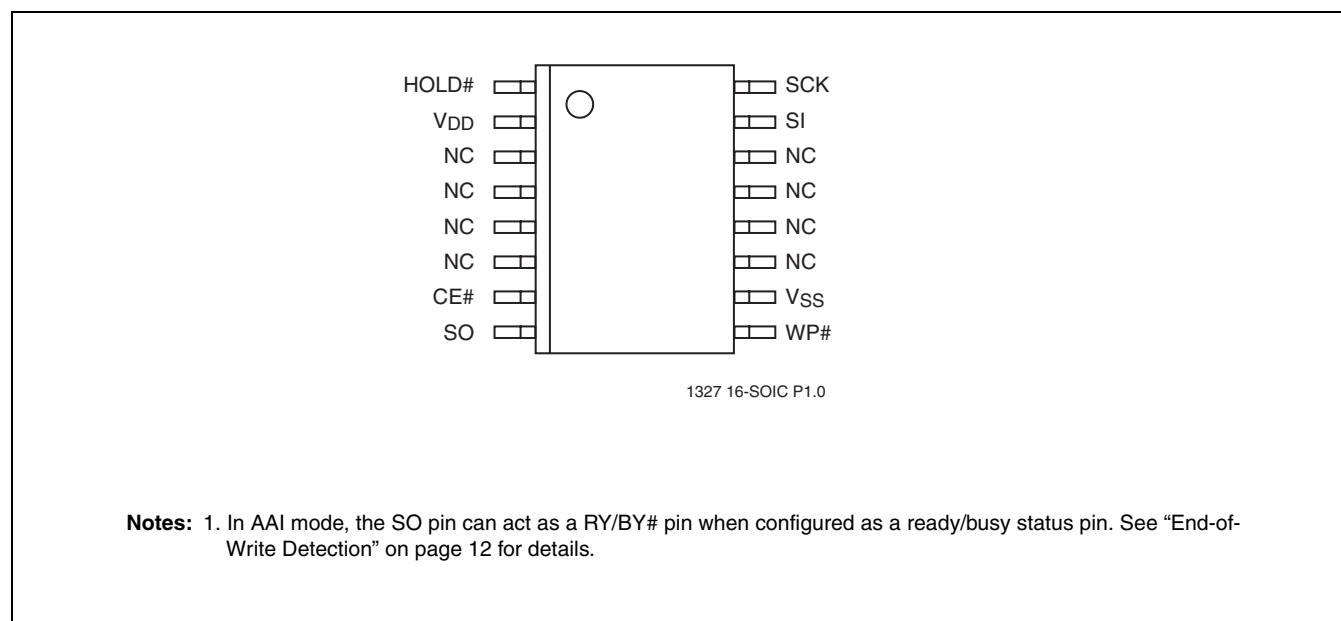 HOLD# SCK
VDD SI
NC NC
NC NC
NC NC
NC NC
CE# VSS
SO WP#
1327 16-SOIC P1.0
Notes: 1. In AAI mode, the SO pin can act as a RY/BY# pin when configured as a ready/busy status pin. See “End-of-
Write Detection” on page 12 for details.